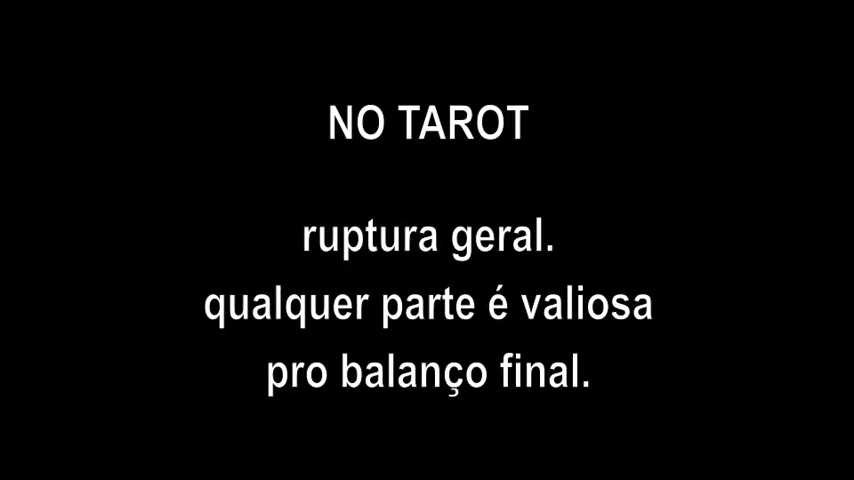 NO TAROT
ruptura geral.
qualquer parte é valiosa
pro balanço final.